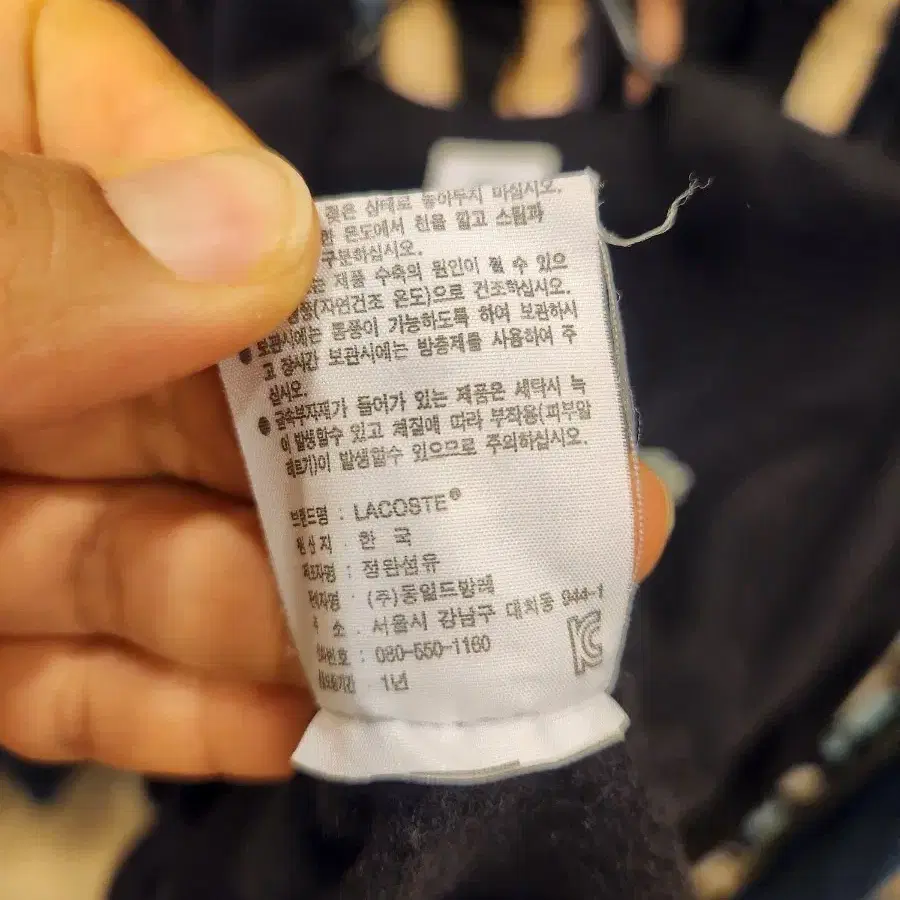 젖은 상태로 놓아두지 마십시오.
한 온도에서 천을 깔고 스팀과
구분하십시오.
는 제품 수축의 원인이 될 수 있으
(자연건조 온도)으로 건조하십시오.
● 보관시에는 통풍이 가능하도록 하여 보관하시
고 장시간 보관시에는 방충제를 사용하여 주
십시오.
● 금속부자재가 들어가 있는 제품은 세탁시 녹
이 발생할수 있고 체질에 따라 부작용(피부알
레르기)이 발생할수 있으므로 주의하십시오.
브랜드명 : LACOSTE®
원산지 : 한 국
제조자명 : 정완섬유
판매자명 : (주)동일드방레
주 소 : 서울시 강남구 대치동 944-1
전화번호 : 080-550-1160
기간 : 1년